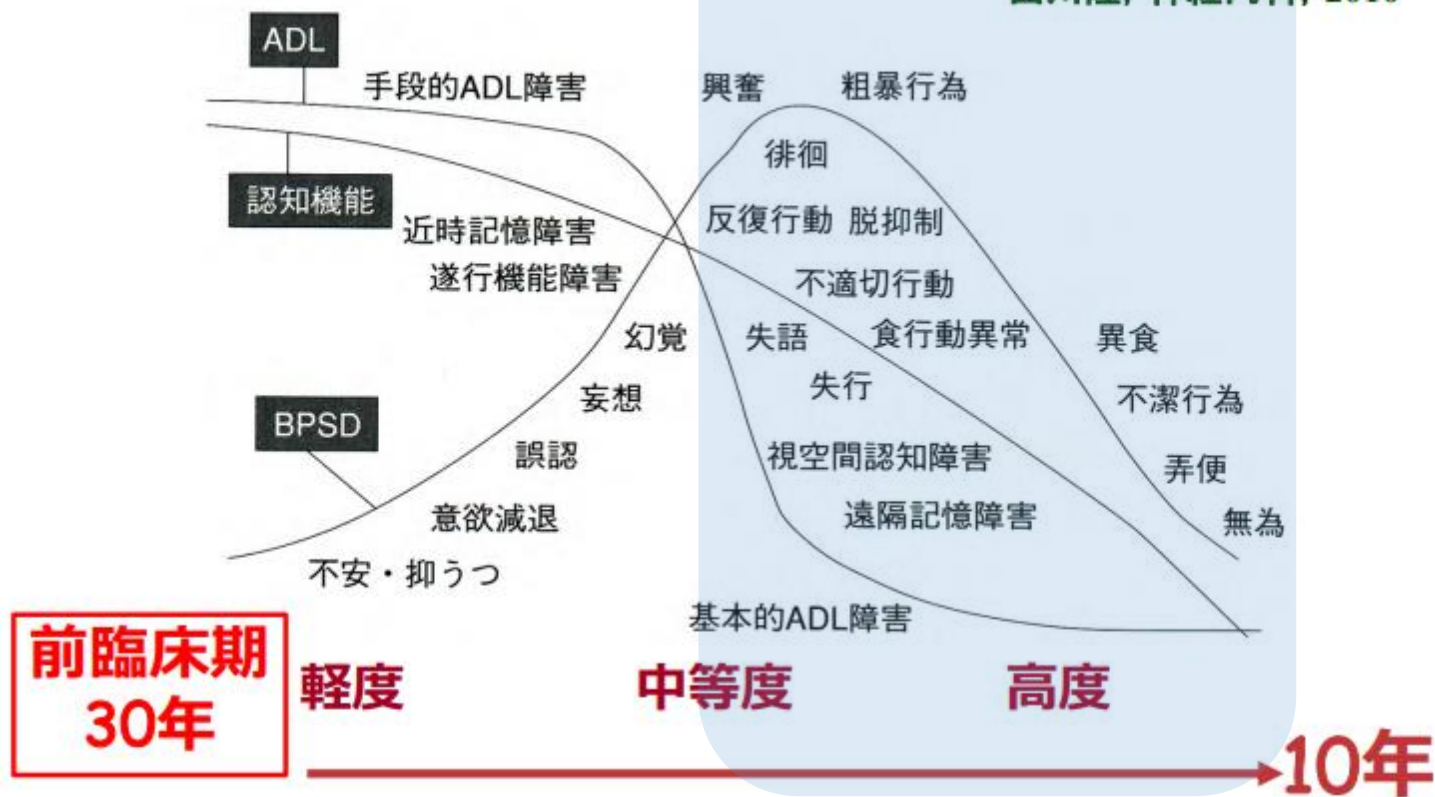 ADL
手段的ADL障害
興奮
粗暴行為
徘徊
認知機能
近時記憶障害
反復行動 脱抑制
遂行機能障害
不適切行動
幻覚
失語
食行動異常
異食
妄想
失行
不潔行為
BPSD
誤認
視空間認知障害
弄便
意欲減退
遠隔記憶障害
無為
不安・抑うつ
基本的ADL障害
前臨床期
30年
軽度
中等度
高度
10年